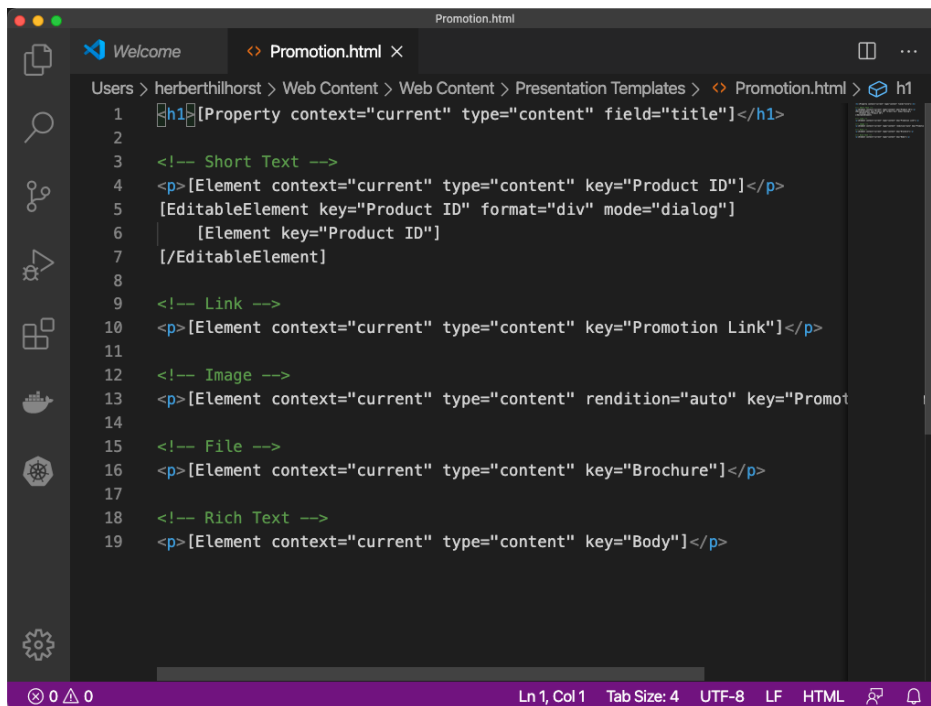 Promotion.html
Welcome
<> Promotion.html ×
Users > herberthilhorst > Web Content > Web Content > Presentation Templates > <> Promotion.html > h1
1 <h1>[Property context="current" type="content" field="title"]</h1>
2
3 <!-- Short Text -->
4 <p>[Element context="current" type="content" key="Product ID"]</p>
5 [EditableElement key="Product ID" format="div" mode="dialog"]
6     [Element key="Product ID"]
7 [/EditableElement]
8
9 <!-- Link -->
10 <p>[Element context="current" type="content" key="Promotion Link"]</p>
11
12 <!-- Image -->
13 <p>[Element context="current" type="content" rendition="auto" key="Promot
14
15 <!-- File -->
16 <p>[Element context="current" type="content" key="Brochure"]</p>
17
18 <!-- Rich Text -->
19 <p>[Element context="current" type="content" key="Body"]</p>
0 0 Ln 1, Col 1 Tab Size: 4 UTF-8 LF HTML